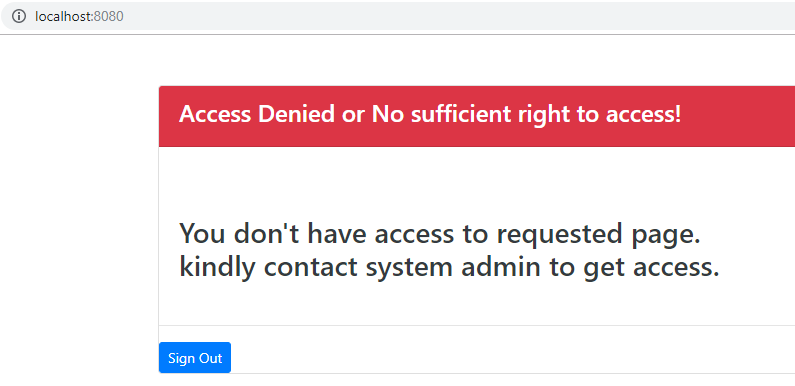 localhost:8080
Access Denied or No sufficient right to access!
You don't have access to requested page.
kindly contact system admin to get access.
Sign Out